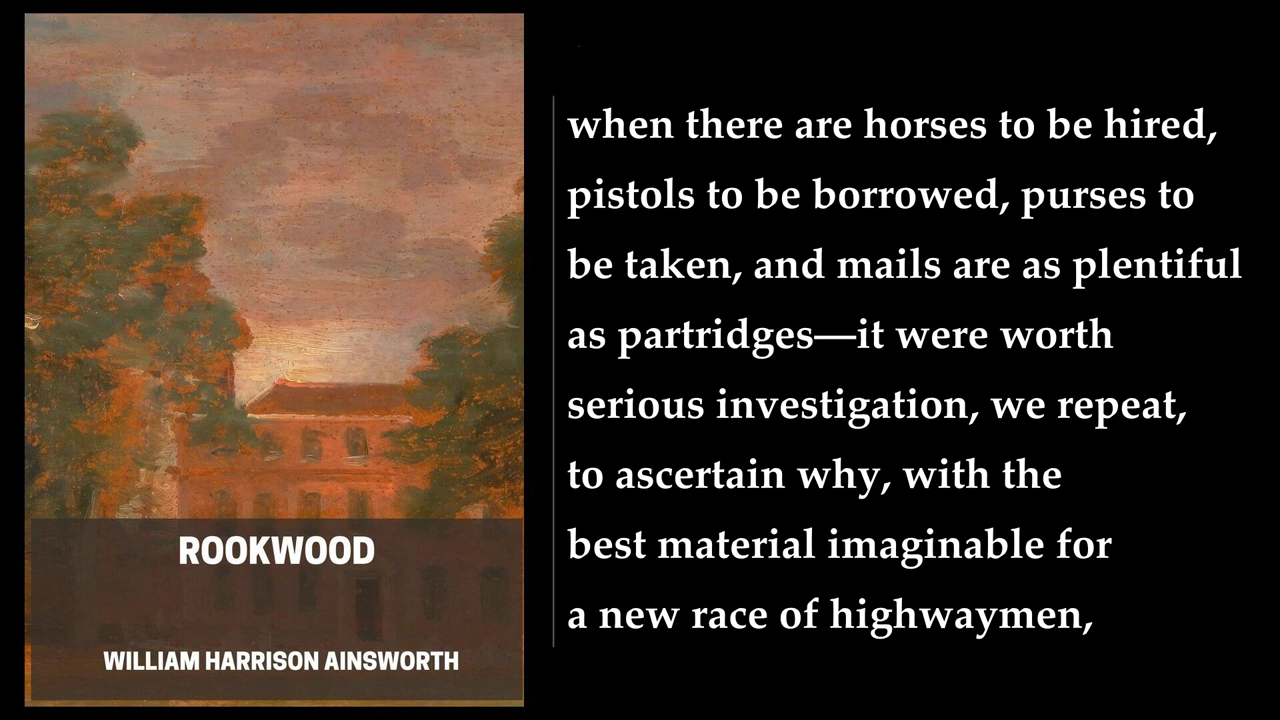 ROOKWOOD
WILLIAM HARRISON AINSWORTH
when there are horses to be hired,
pistols to be borrowed, purses to
be taken, and mails are as plentiful
as partridges—it were worth
serious investigation, we repeat,
to ascertain why, with the
best material imaginable for
a new race of highwaymen,